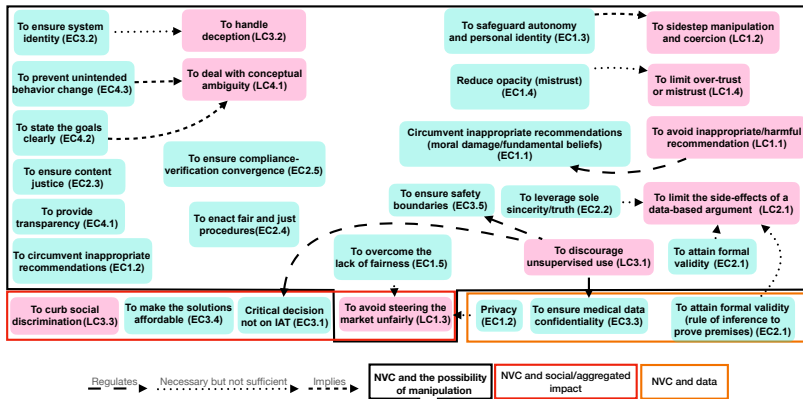 To ensure system
identity (EC3.2)
To handle
deception (LC3.2)
To safeguard autonomy
and personal identity (EC1.3)
To sidestep manipulation
and coercion (LC1.2)
To prevent unintended
behavior change (EC4.3)
To deal with conceptual
ambiguity (LC4.1)
Reduce opacity (mistrust)
(EC1.4)
To limit over-trust
or mistrust (LC1.4)
To state the goals
clearly (EC4.2)
Circumvent inappropriate recommendations
(moral damage/fundamental beliefs)
(EC1.1)
To avoid inappropriate/harmful
recommendation (LC1.1)
To ensure content
justice (EC2.3)
To ensure compliance-
verification convergence (EC2.5)
To ensure safety
boundaries (EC3.5)
To leverage sole
sincerity/truth (EC2.2)
To limit the side-effects of a
data-based argument (LC2.1)
To provide
transparency (EC4.1)
To enact fair and just
procedures(EC2.4)
To circumvent inappropriate
recommendations (EC1.2)
To overcome the
lack of fairness (EC1.5)
To discourage
unsupervised use (LC3.1)
To attain formal
validity (EC2.1)
To curb social
discrimination(LC3.3)
To make the solutions
affordable (EC3.4)
Critical decision
not on IAT (EC3.1)
To avoid steering the
market unfairly (LC1.3)
Privacy
(EC1.2)
To ensure medical data
confidentiality (EC3.3)
To attain formal validity
(rule of inference to
prove premises) (EC2.1)
Regulates
Necessary but not sufficient
Implies
NVC and the possibility
of manipulation
NVC and social/aggregated
impact
NVC and data